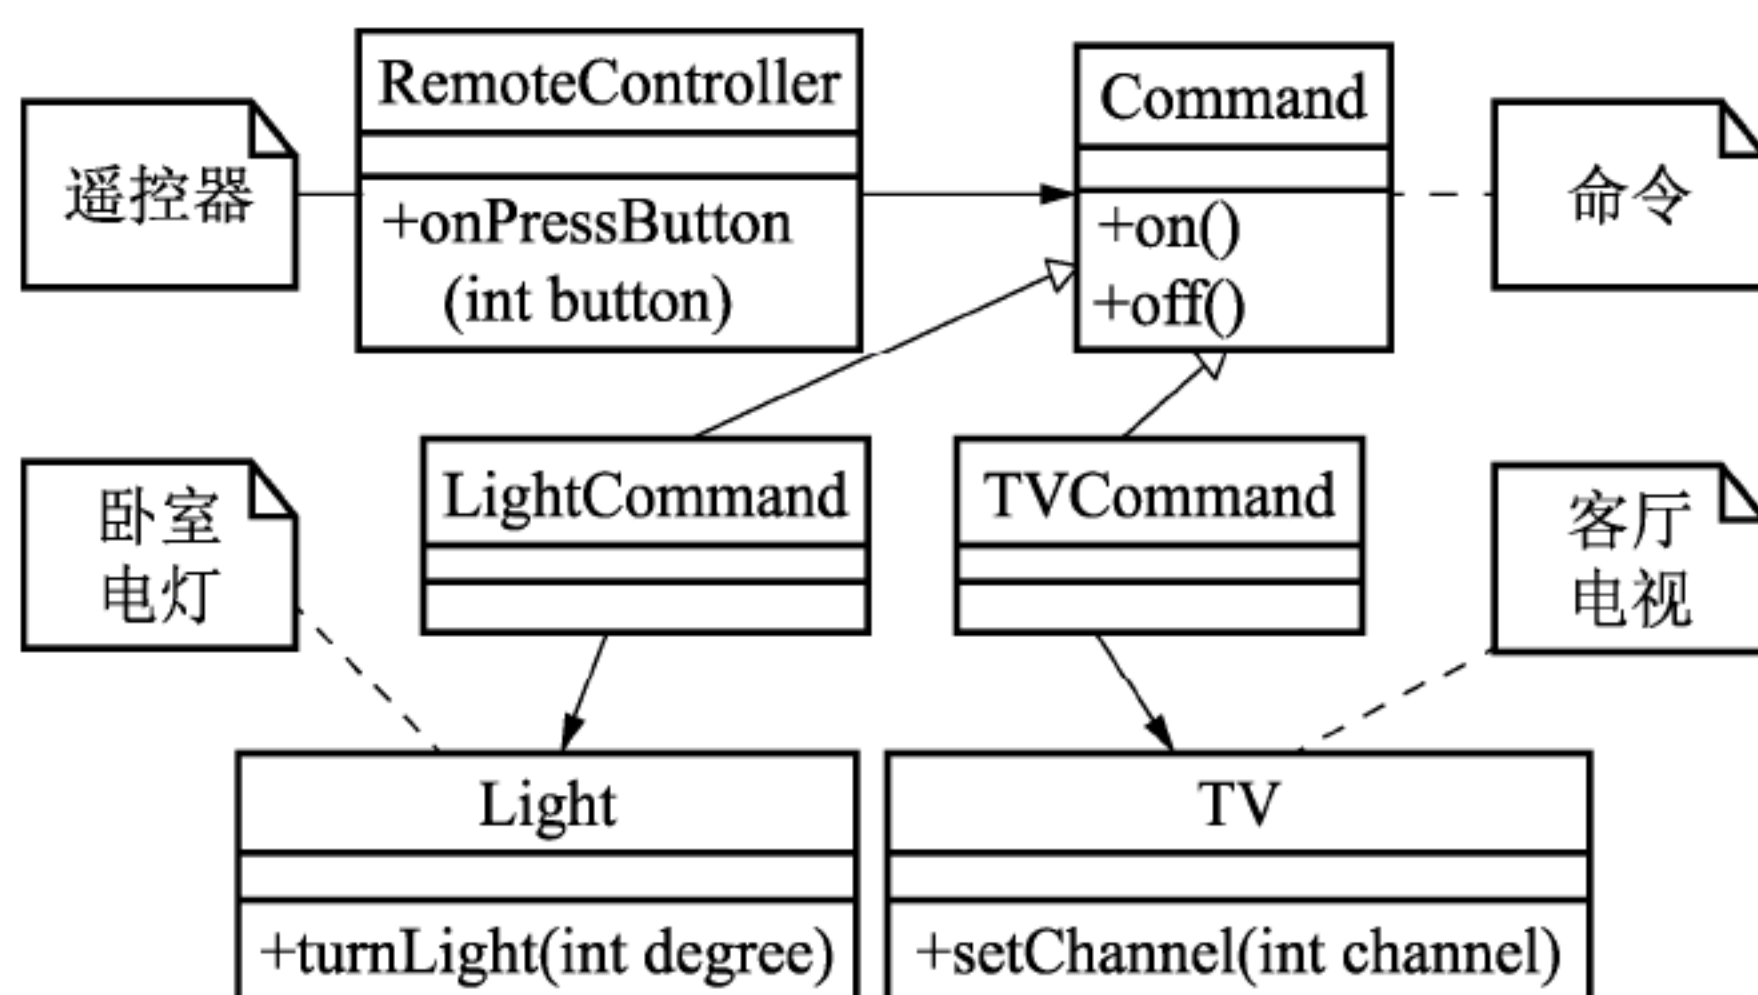 遥控器
RemoteController
+onPressButton
(int button)
Command
+on()
+off()
命令
卧室
电灯
LightCommand
TVCommand
客厅
电视
Light
+turnLight(int degree)
TV
+setChannel(int channel)